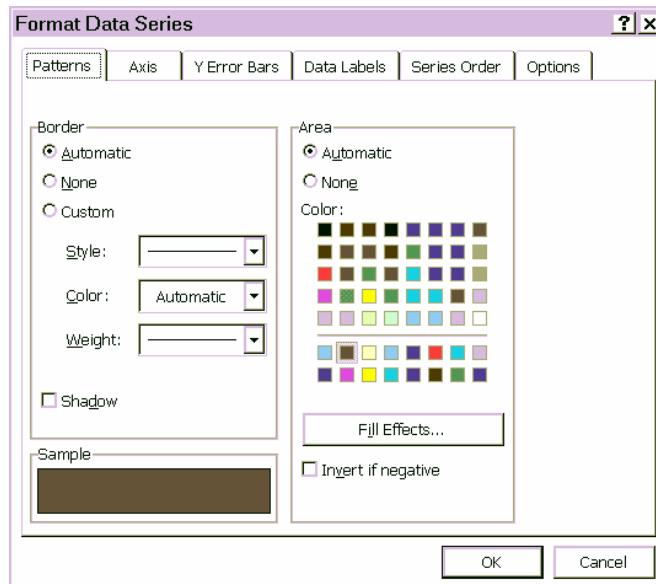 Format Data Series
Patterns Axis Y Error Bars Data Labels Series Order Options
Border
Automatic
None
Custom
Style:
Color: Automatic
Weight:
Shadow
Sample
Area
Automatic
None
Color:
Fill Effects...
Invert if negative
OK Cancel